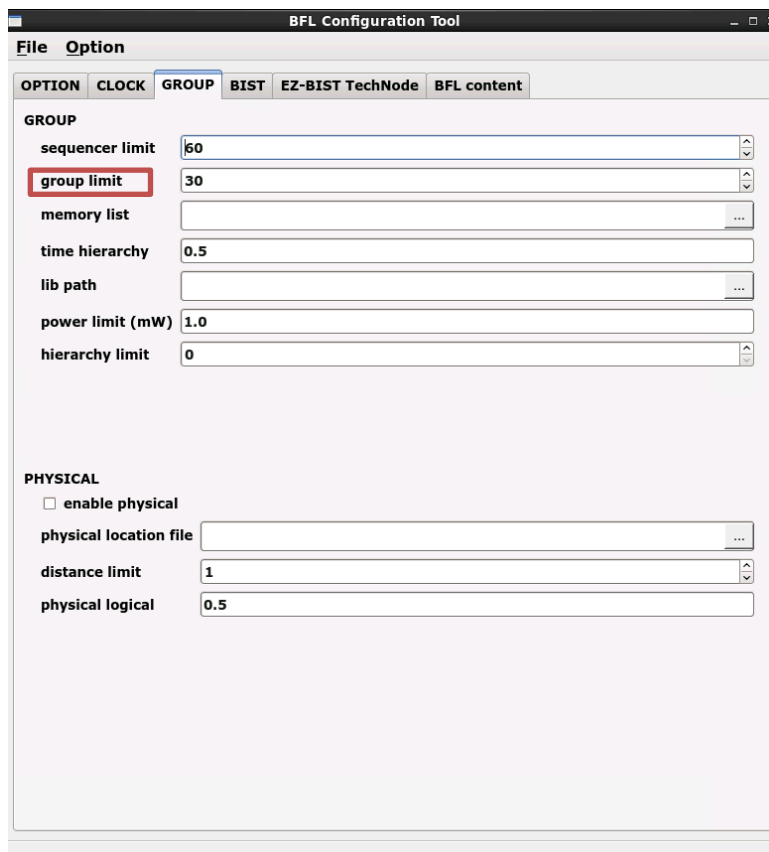 BFL Configuration Tool
File Option
OPTION CLOCK GROUP BIST EZ-BIST TechNode BFL content
GROUP
sequencer limit 60
group limit 30
memory list ...
time hierarchy 0.5
lib path ...
power limit (mW) 1.0
hierarchy limit 0
PHYSICAL
enable physical
physical location file ...
distance limit 1
physical logical 0.5